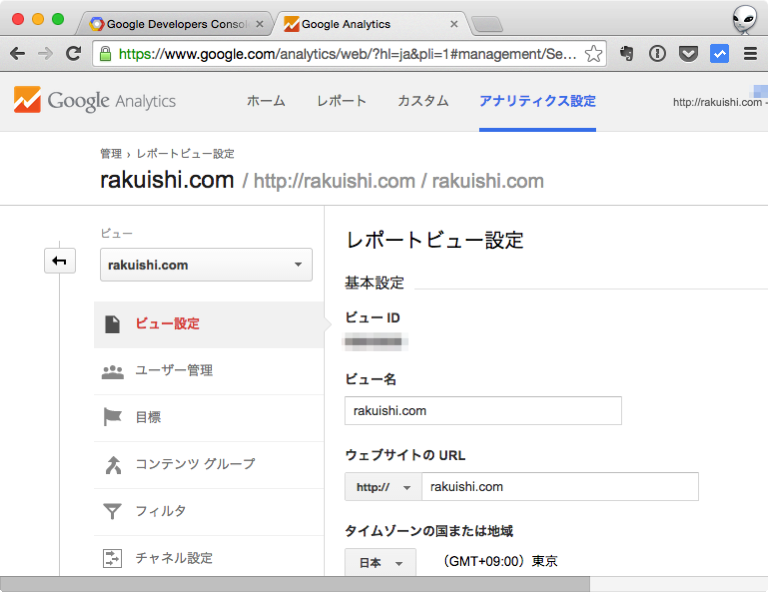 Google Developers Conso
Google Analytics
https://www.google.com/analytics/web/?hl=ja&pli=1#management/Se...
Google Analytics
ホーム
レポート
カスタム
アナリティクス設定
http://rakuishi.com -
管理 › レポートビュー設定
rakuishi.com / http://rakuishi.com / rakuishi.com
ビュー
rakuishi.com
ビュー設定
ユーザー管理
目標
コンテンツ グループ
フィルタ
チャネル設定
レポートビュー設定
基本設定
ビュー ID
ビュー名
rakuishi.com
ウェブサイトの URL
http:// rakuishi.com
タイムゾーンの国または地域
日本 (GMT+09:00) 東京